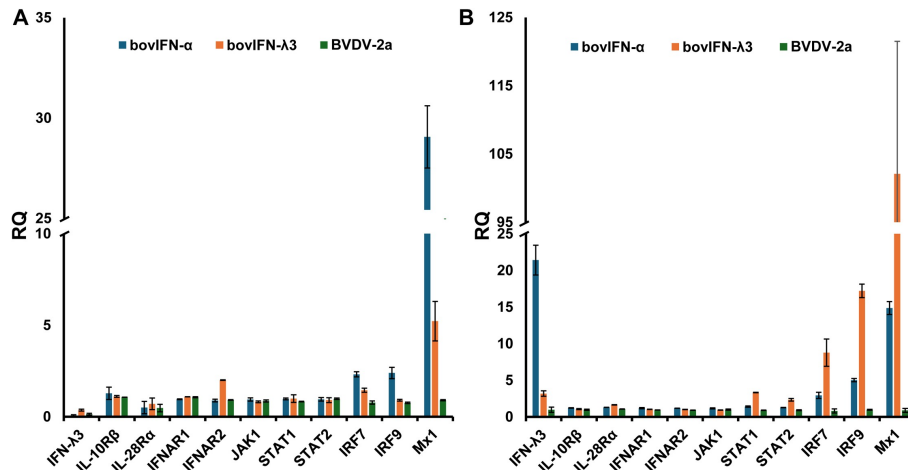 A
35
bovIFN-α bovIFN-λ3 BVDV-2a
30
25
RQ
10
5
0
IFN-λ3 IL-10Rβ IL-28Rα IFNAR1 IFNAR2 JAK1 STAT1 STAT2 IRF7 IRF9 Mx1
B
125
bovIFN-α bovIFN-λ3 BVDV-2a
115
105
95
RQ
25
20
15
10
5
0
IFN-λ3 IL-10Rβ IL-28Rα IFNAR1 IFNAR2 JAK1 STAT1 STAT2 IRF7 IRF9 Mx1